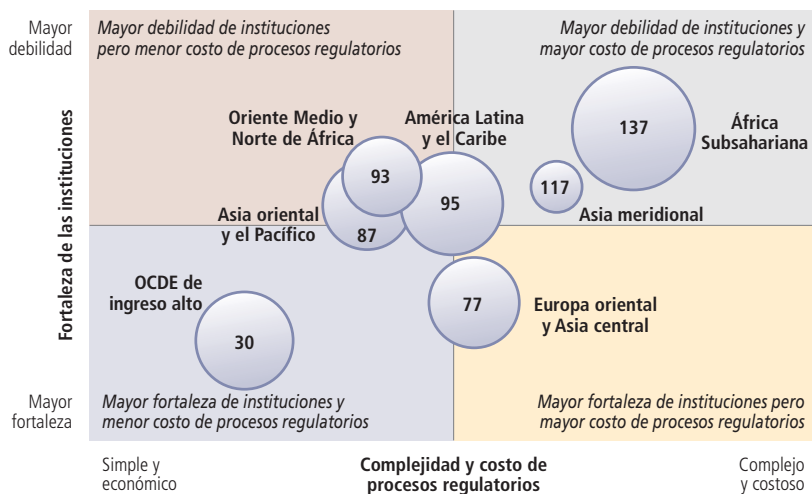 Mayor
debilidad
Mayor debilidad de instituciones
pero menor costo de procesos regulatorios
Mayor debilidad de instituciones y
mayor costo de procesos regulatorios
Fortaleza de las instituciones
Oriente Medio y
Norte de África
América Latina
y el Caribe
137
África
Subsahariana
93
117
95
Asia oriental
y el Pacífico
87
Asia meridional
OCDE de
ingreso alto
77
Europa oriental
y Asia central
30
Mayor
fortaleza
Mayor fortaleza de instituciones y
menor costo de procesos regulatorios
Mayor fortaleza de instituciones pero
mayor costo de procesos regulatorios
Simple y
económico
Complejidad y costo de
procesos regulatorios
Complejo
y costoso